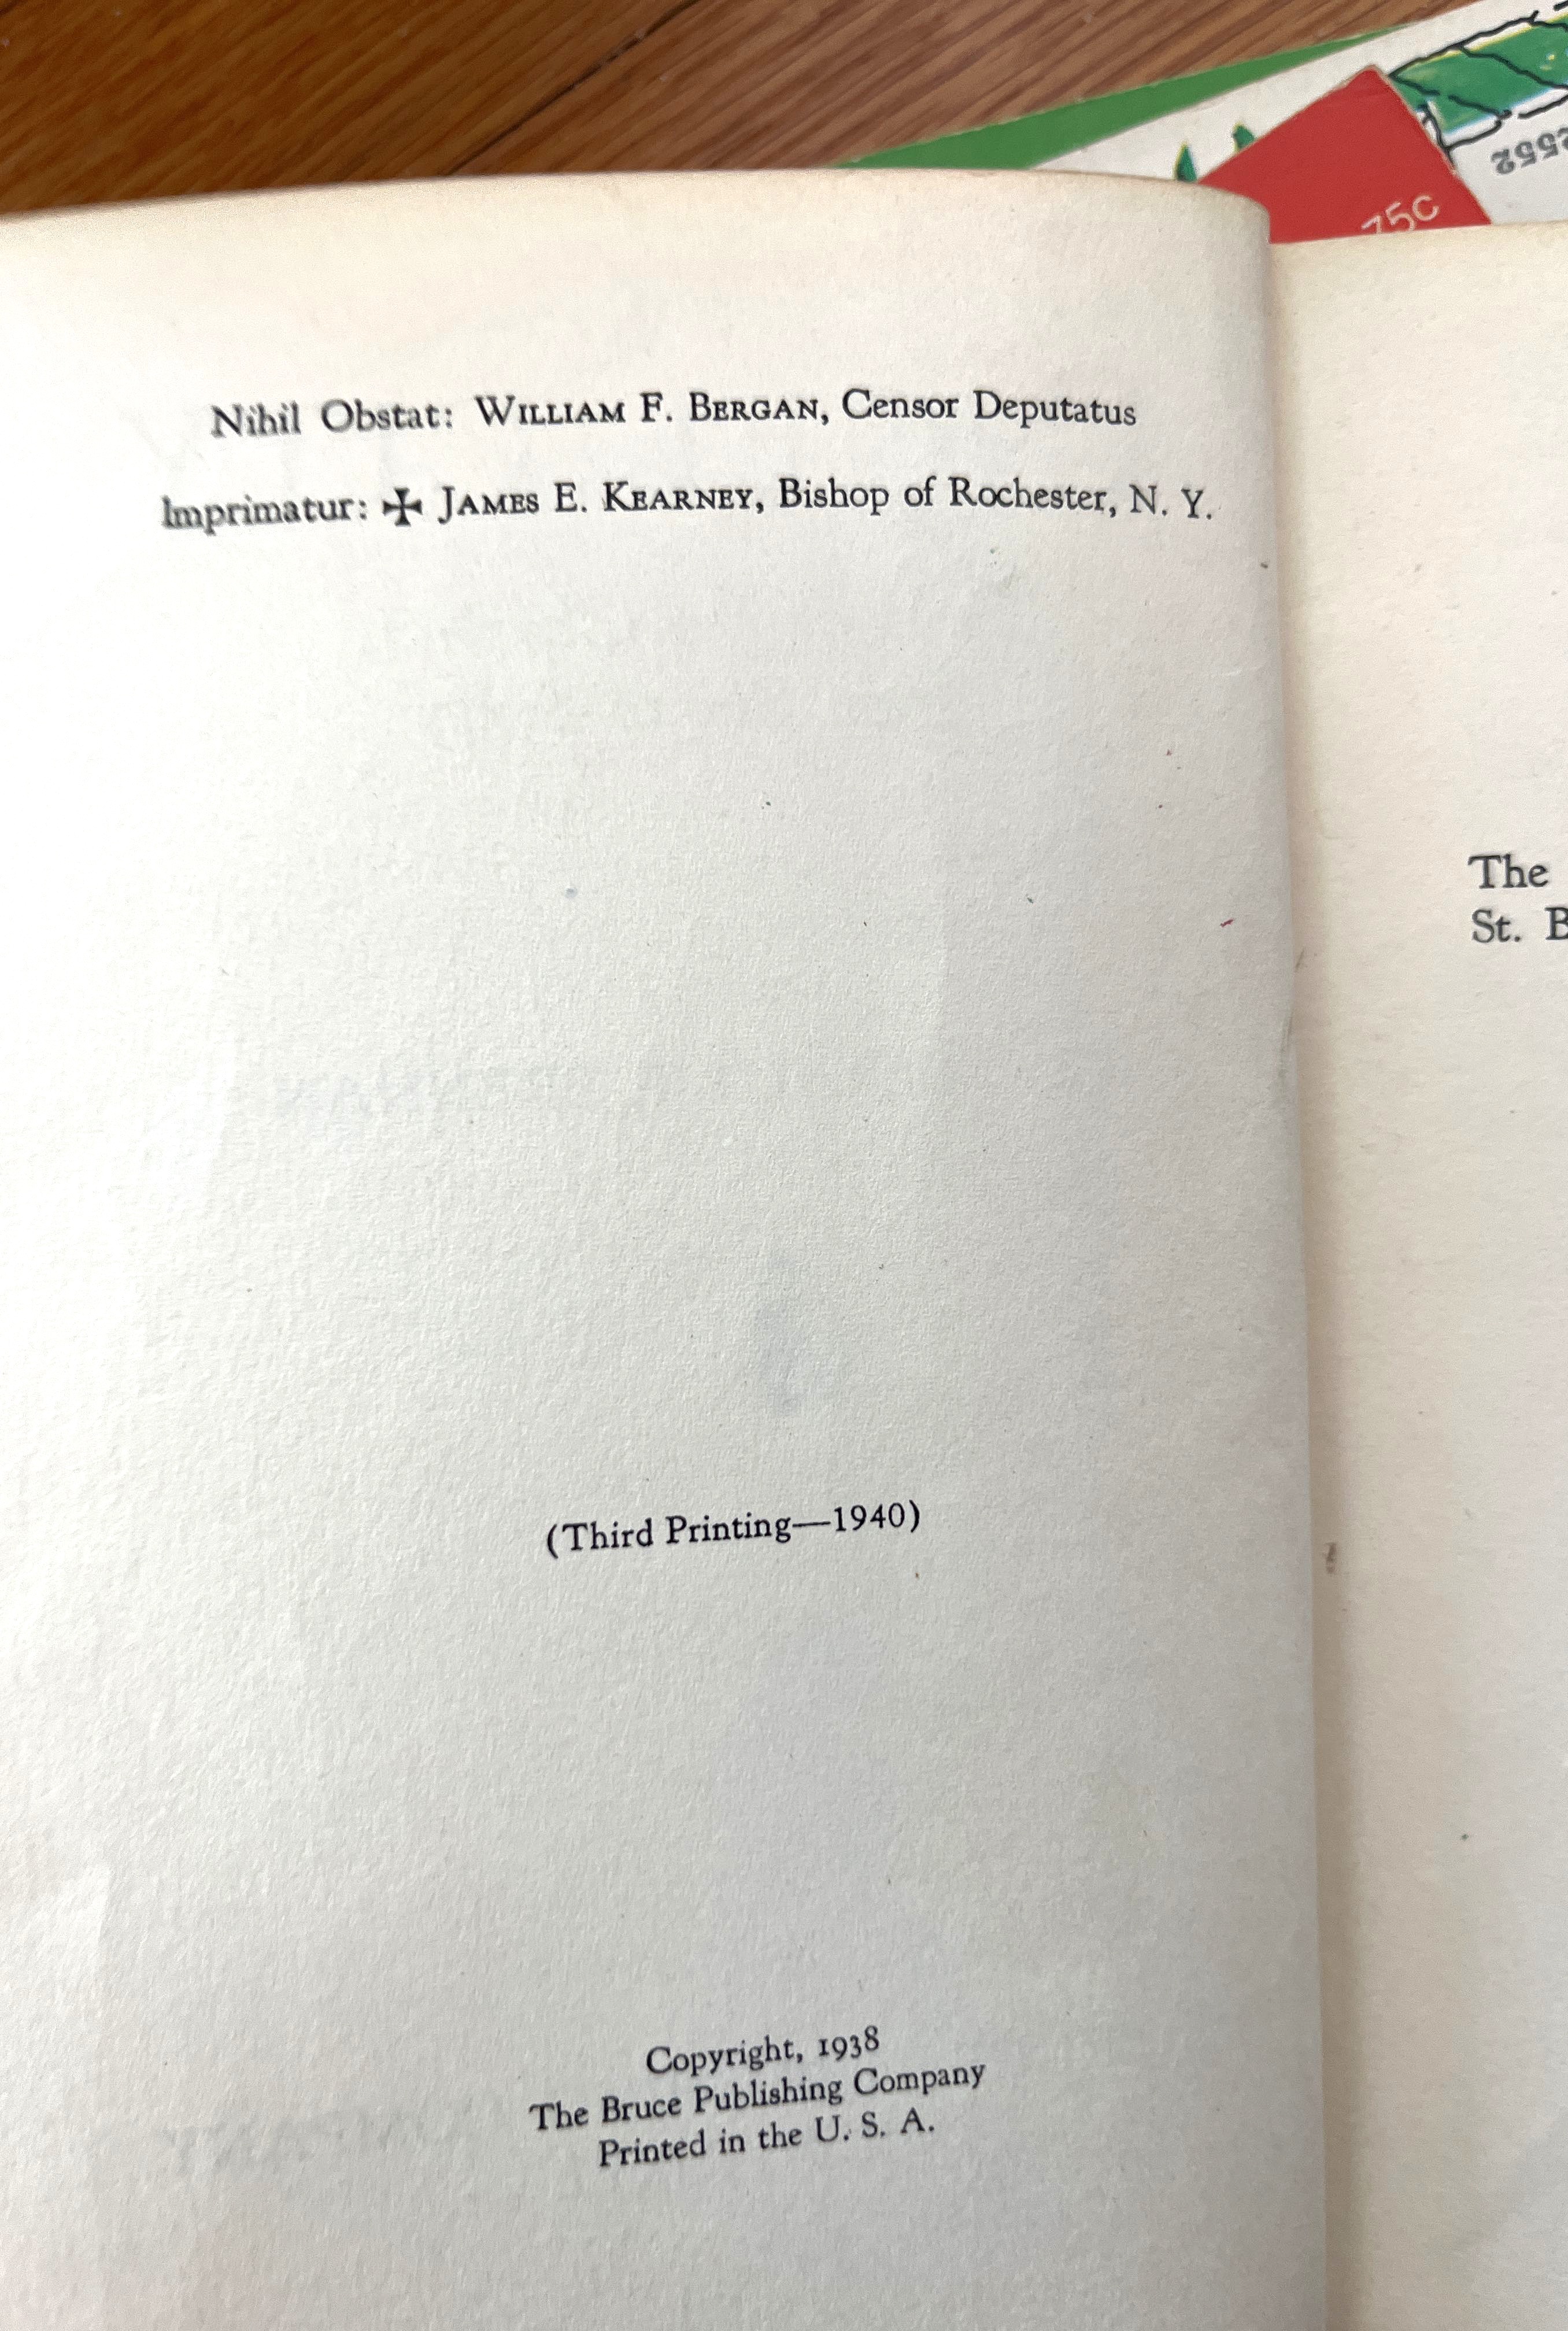 2552
75c
Nihil Obstat: WILLIAM F. BERGAN, Censor Deputatus
Imprimatur: ✠ JAMES E. KEARNEY, Bishop of Rochester, N. Y.
(Third Printing—1940)
Copyright, 1938
The Bruce Publishing Company
Printed in the U. S. A.
The
St. B